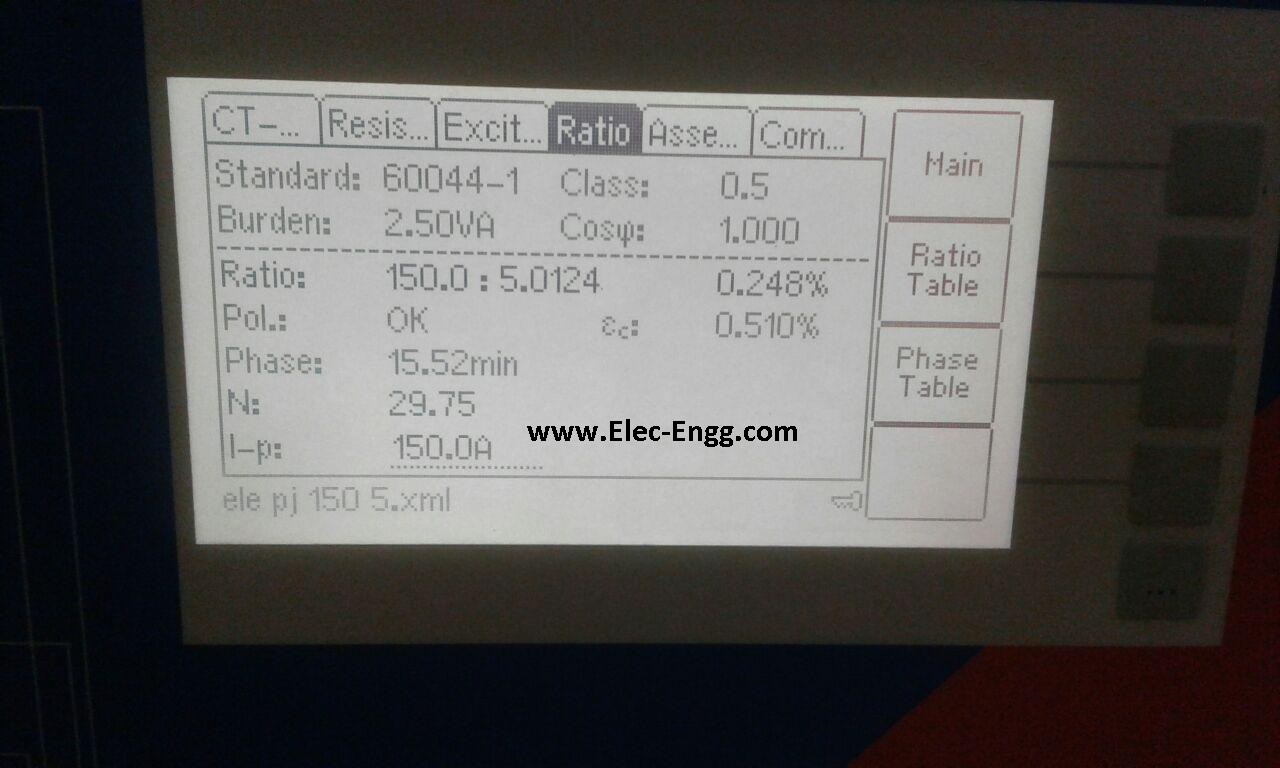 CT-... Resis... Excit... Ratio Asse... Com...
Standard: 60044-1 Class: 0.5
Burden: 2.50VA Cosφ: 1.000
Ratio: 150.0 : 5.0124 0.248%
Pol.: OK εc: 0.510%
Phase: 15.52min
N: 29.75
I-p: 150.0A
ele pj 150 5.xml
Main
Ratio
Table
Phase
Table
www.Elec-Engg.com
...